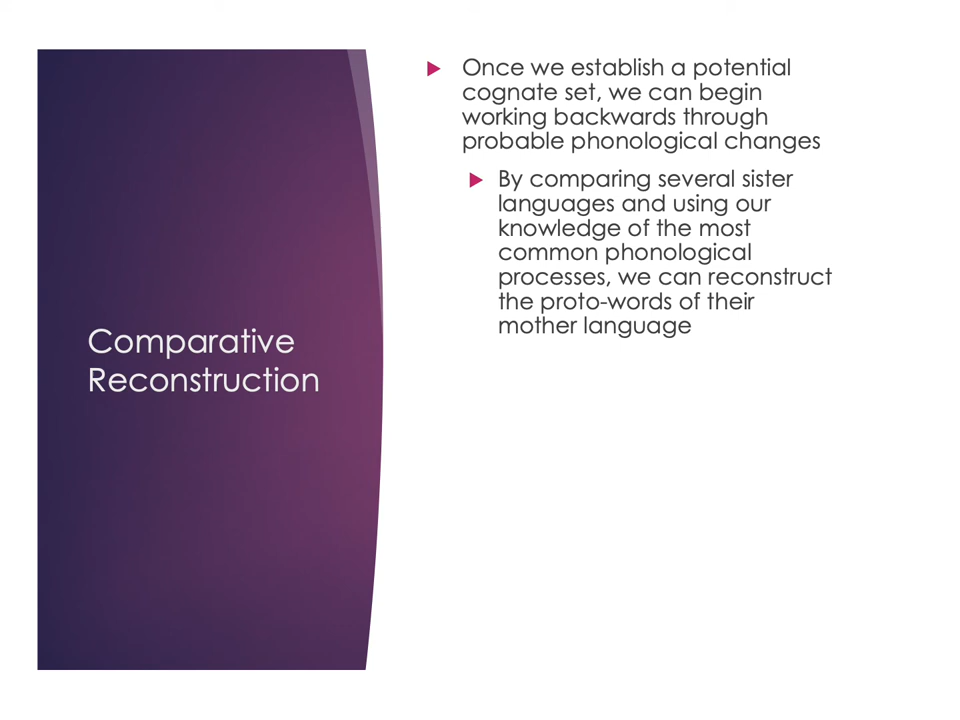 Comparative
Reconstruction
Once we establish a potential
cognate set, we can begin
working backwards through
probable phonological changes
By comparing several sister
languages and using our
knowledge of the most
common phonological
processes, we can reconstruct
the proto-words of their
mother language